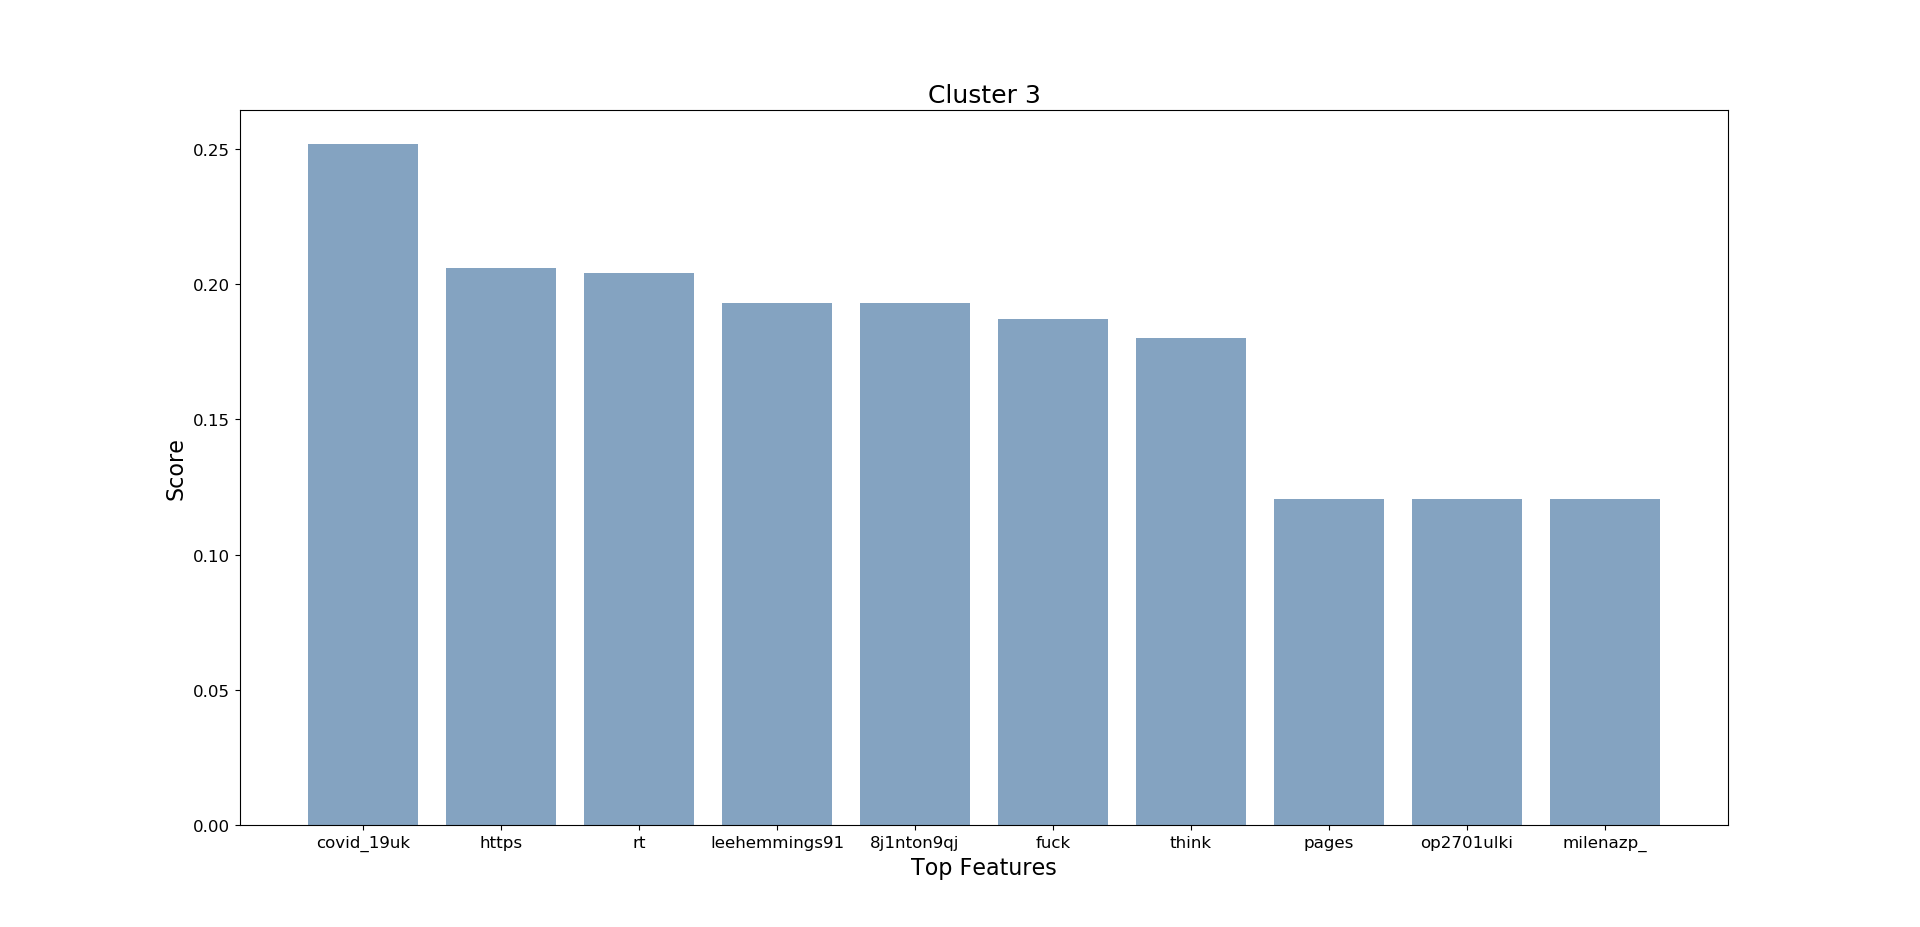 Cluster 3
0.25
0.20
0.15
0.10
0.05
0.00
Score
covid_19uk https rt leehemmings91 8j1nton9qj fuck think pages op2701ulki milenazp_
Top Features